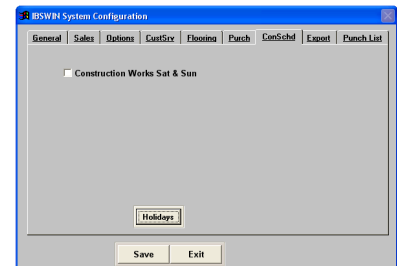 IBSWIN System Configuration
General Sales Options CustSrv Flooring Purch ConSchd Export Punch List
Construction Works Sat & Sun
Holidays
Save Exit